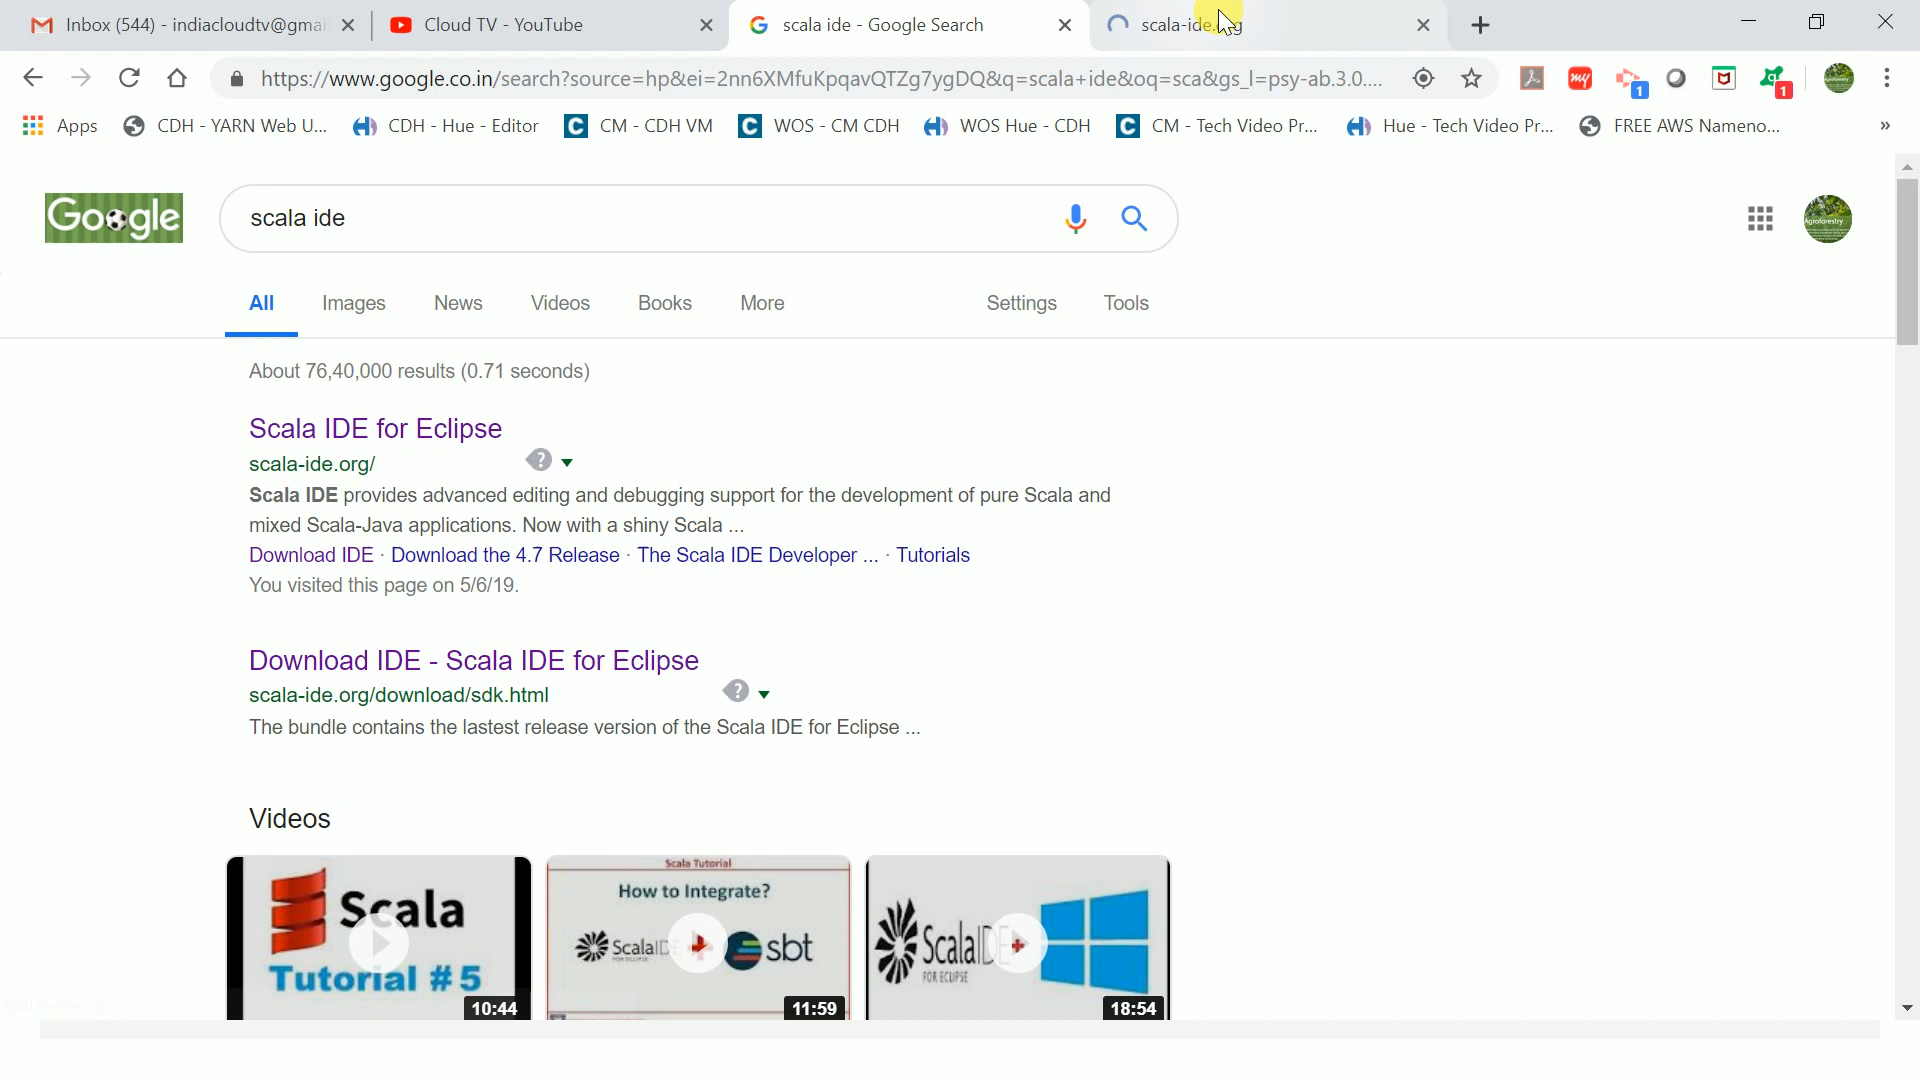 Inbox (544) - indiacloudtv@gmai
Cloud TV - YouTube
scala ide - Google Search
https://www.google.co.in/search?source=hp&ei=2nn6XMfuKpqavQTZg7ygDQ&q=scala+ide&oq=sca&gs_l=psy-ab.3.0....
my
1
1
Apps
CDH - YARN Web U...
CDH - Hue - Editor
CM - CDH VM
WOS - CM CDH
WOS Hue - CDH
CM - Tech Video Pr...
Hue - Tech Video Pr...
FREE AWS Nameno...
»
Google
scala ide
Agroforestry
All Images News Videos Books More Settings Tools
About 76,40,000 results (0.71 seconds)
Scala IDE for Eclipse
scala-ide.org/
Scala IDE provides advanced editing and debugging support for the development of pure Scala and
mixed Scala-Java applications. Now with a shiny Scala ...
Download IDE · Download the 4.7 Release · The Scala IDE Developer ... · Tutorials
You visited this page on 5/6/19.
Download IDE - Scala IDE for Eclipse
scala-ide.org/download/sdk.html
The bundle contains the lastest release version of the Scala IDE for Eclipse ...
Videos
Scala
Tutorial #5
10:44
Scala Tutorial
How to Integrate?
sbt
11:59
FOR ECLIPSE
18:54